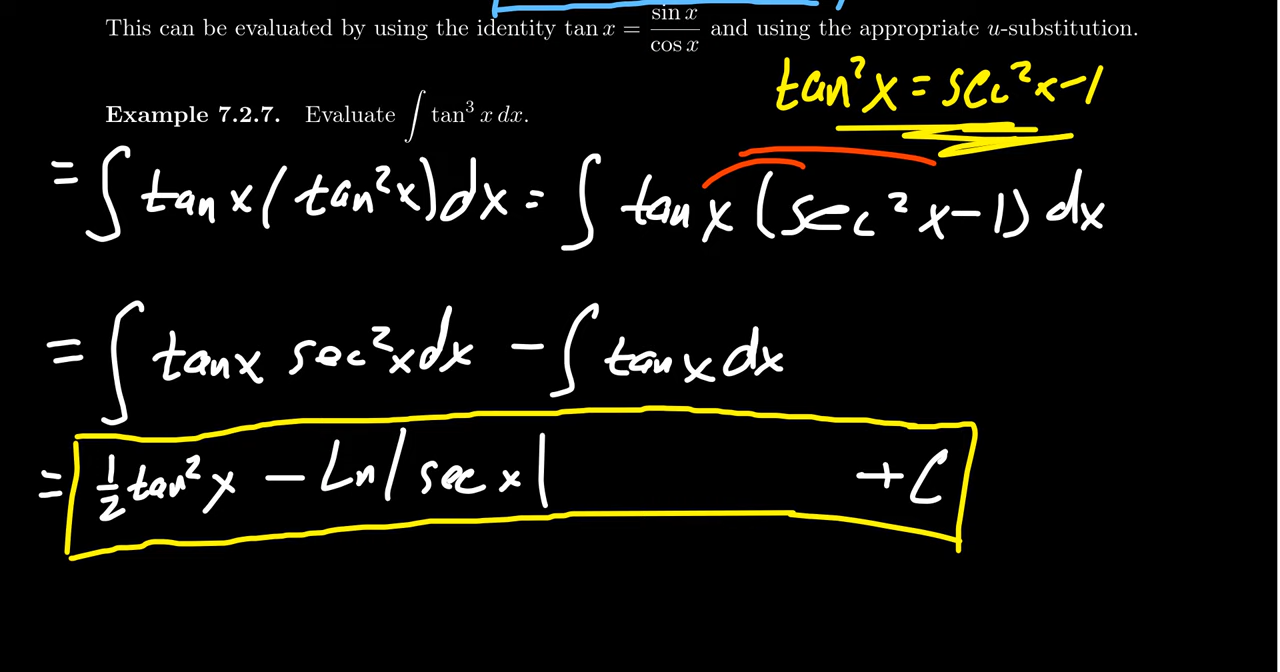 This can be evaluated by using the identity tan x = sin x / cos x and using the appropriate u-substitution.
tan²x = sec²x-1
Example 7.2.7. Evaluate ∫ tan³ x dx.
= ∫ tan x ( tan²x) dx = ∫ tan x (sec²x-1) dx
= ∫ tanx sec²x dx - ∫ tan x dx
= ½ tan²x - Ln|sec x| + C